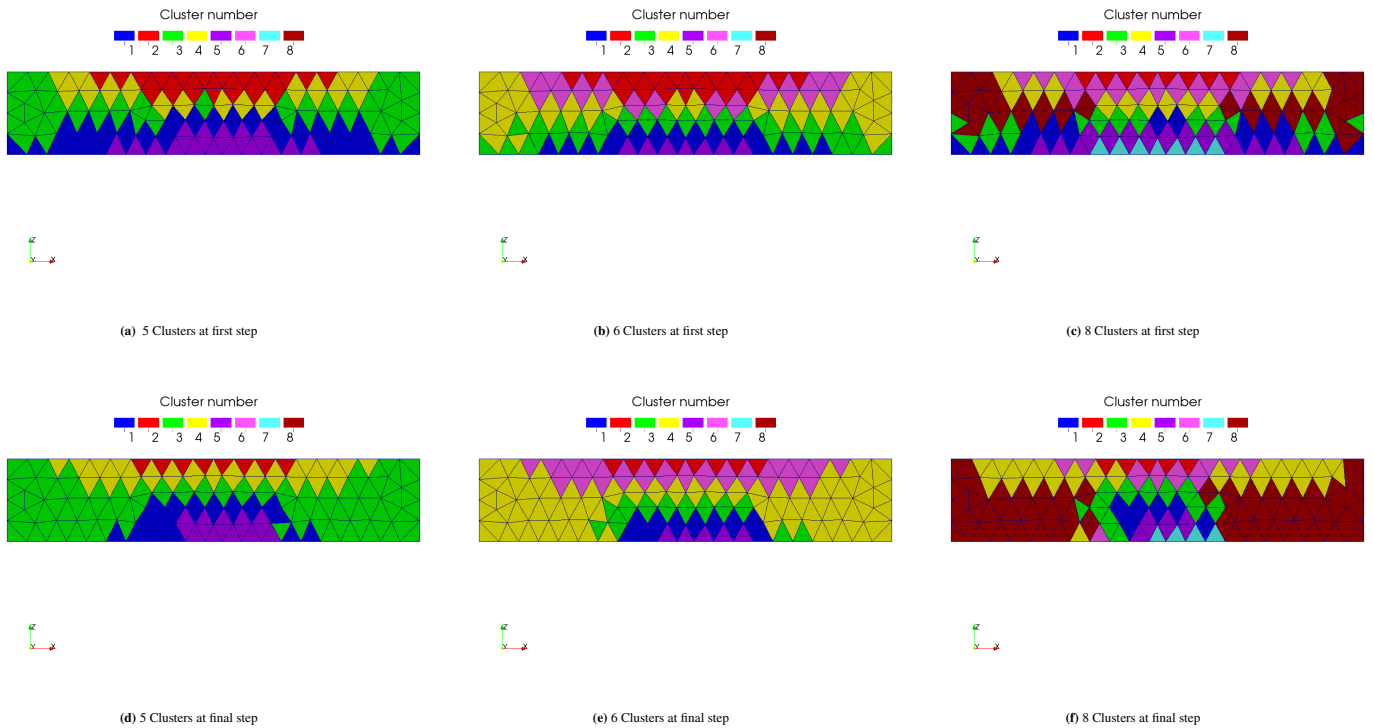 Cluster number
1 2 3 4 5 6 7 8
Z
Y X
(a) 5 Clusters at first step
Cluster number
1 2 3 4 5 6 7 8
Z
Y X
(b) 6 Clusters at first step
Cluster number
1 2 3 4 5 6 7 8
Z
Y X
(c) 8 Clusters at first step
Cluster number
1 2 3 4 5 6 7 8
Z
Y X
(d) 5 Clusters at final step
Cluster number
1 2 3 4 5 6 7 8
Z
Y X
(e) 6 Clusters at final step
Cluster number
1 2 3 4 5 6 7 8
Z
Y X
(f) 8 Clusters at final step